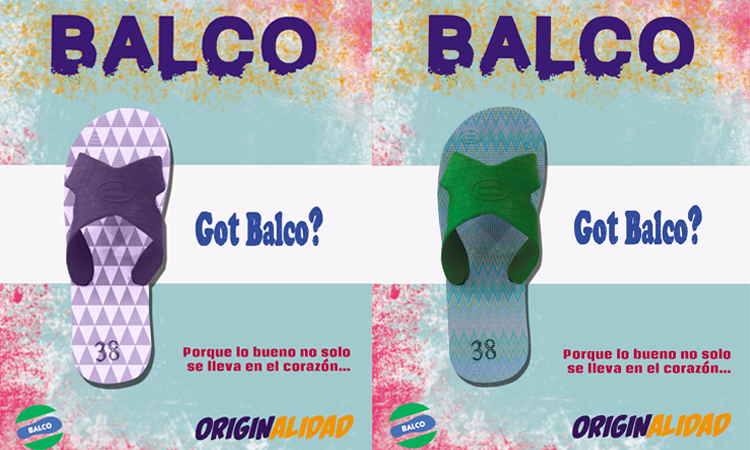 BALCO
Got Balco?
38
Porque lo bueno no solo
se lleva en el corazón...
BALCO
ORIGINALIDAD
BALCO
Got Balco?
38
Porque lo bueno no solo
se lleva en el corazón...
BALCO
ORIGINALIDAD